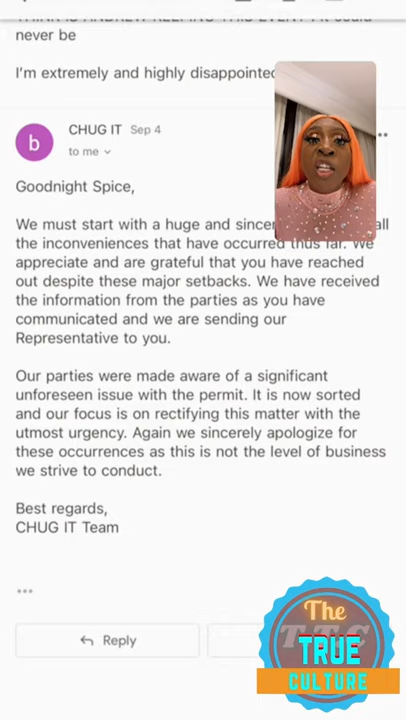 never be
I'm extremely and highly disappointed
CHUG IT Sep 4
b
to me
Goodnight Spice,
We must start with a huge and all
the inconveniences that have occurred thus far. We
appreciate and are grateful that you have reached
out despite these major setbacks. We have received
the information from the parties as you have
communicated and we are sending our
Representative to you.
Our parties were made aware of a significant
unforeseen issue with the permit. It is now sorted
and our focus is on rectifying this matter with the
utmost urgency. Again we sincerely apologize for
these occurrences as this is not the level of business
we strive to conduct.
Best regards,
CHUG IT Team
Reply
The
TTC
TRUE
CULTURE